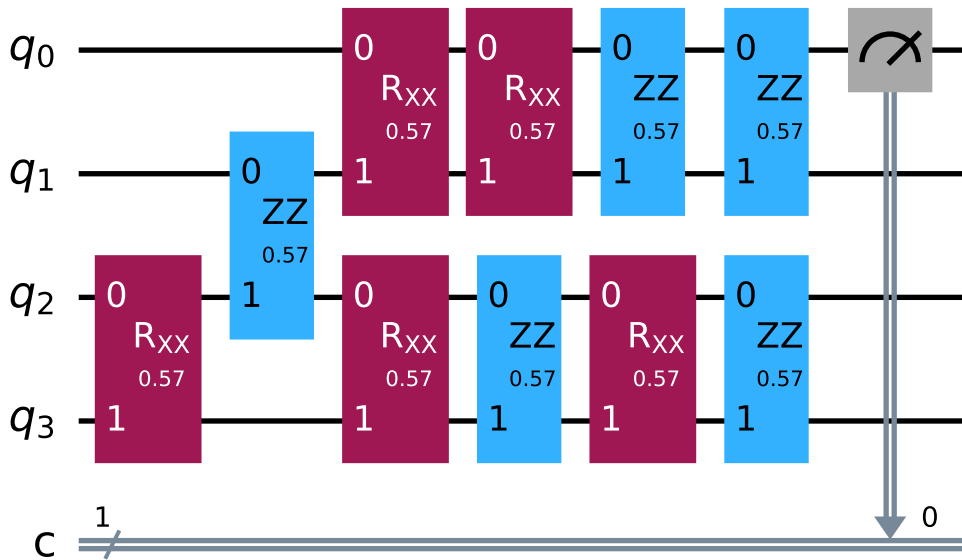 q0 0 0 0 0
RXX RXX ZZ ZZ
0.57 0.57 0.57 0.57
q1 0 1 1 1 1
ZZ
0.57
q2 0 1 0 0 0 0
RXX RXX ZZ RXX ZZ
0.57 0.57 0.57 0.57 0.57
q3 1 1 1 1 1
1 0
c